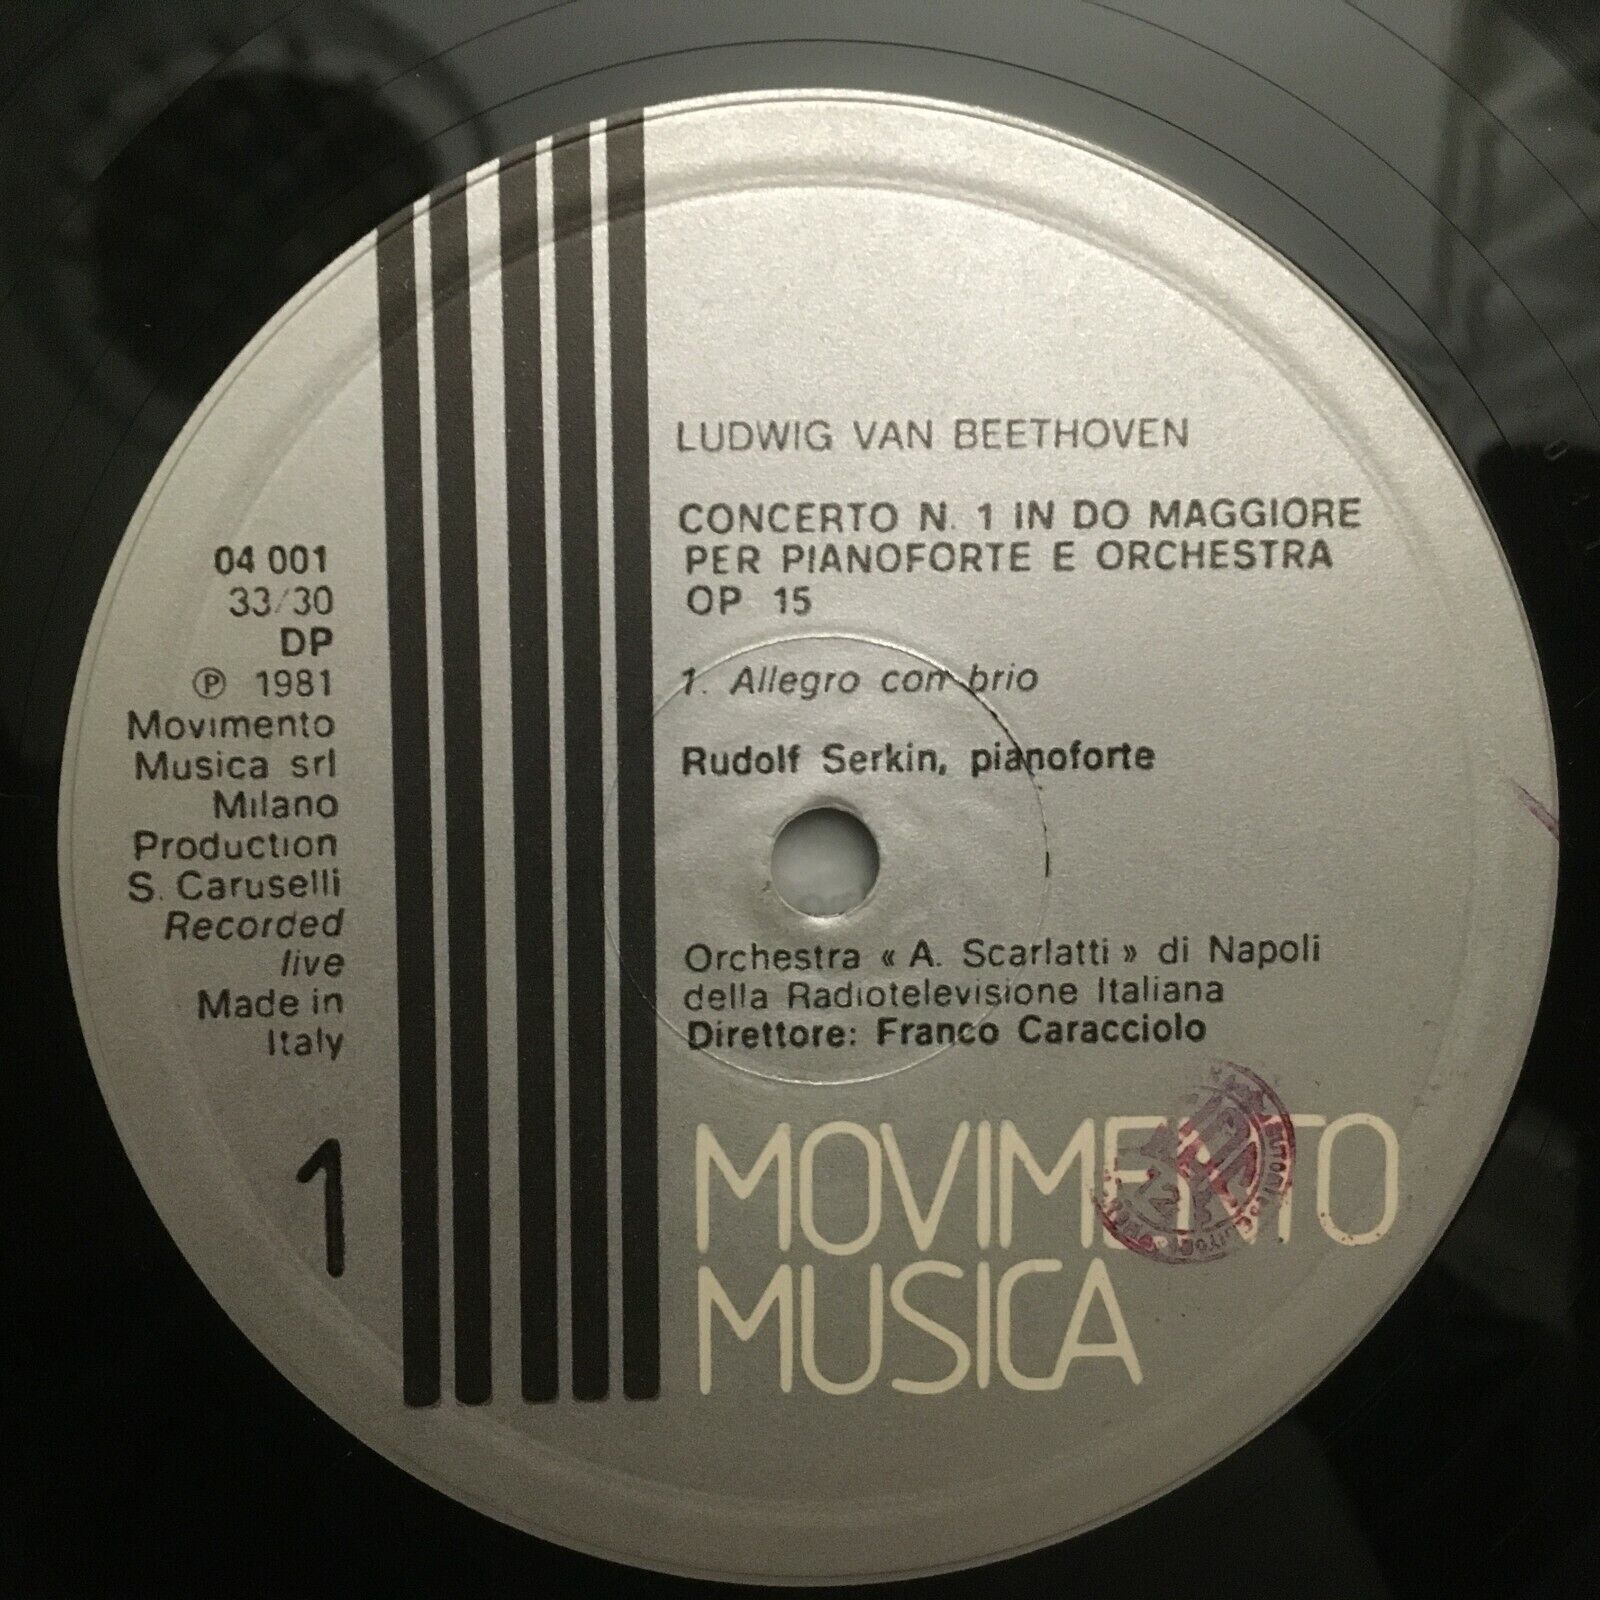 04 001
33/30
DP
℗ 1981
Movimento
Musica srl
Milano
Production
S. Caruselli
Recorded
live
Made in
Italy
1
LUDWIG VAN BEETHOVEN
CONCERTO N. 1 IN DO MAGGIORE
PER PIANOFORTE E ORCHESTRA
OP 15
1. Allegro con brio
Rudolf Serkin, pianoforte
Orchestra « A. Scarlatti » di Napoli
della Radiotelevisione Italiana
Direttore: Franco Caracciolo
MOVIMENTO
MUSICA